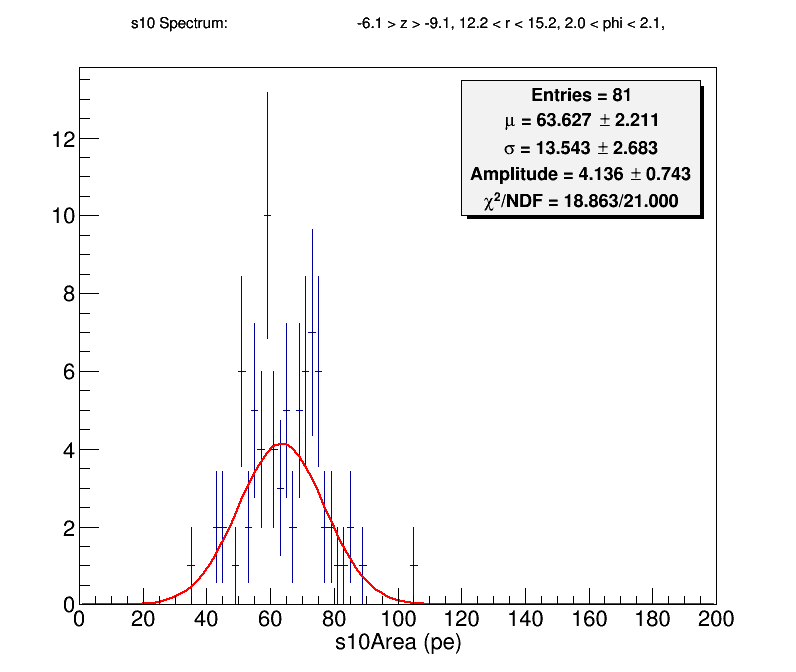 s10 Spectrum: -6.1 > z > -9.1, 12.2 < r < 15.2, 2.0 < phi < 2.1,
Entries = 81
μ = 63.627 ± 2.211
σ = 13.543 ± 2.683
Amplitude = 4.136 ± 0.743
χ²/NDF = 18.863/21.000
12
10
8
6
4
2
0
0 20 40 60 80 100 120 140 160 180 200
s10Area (pe)